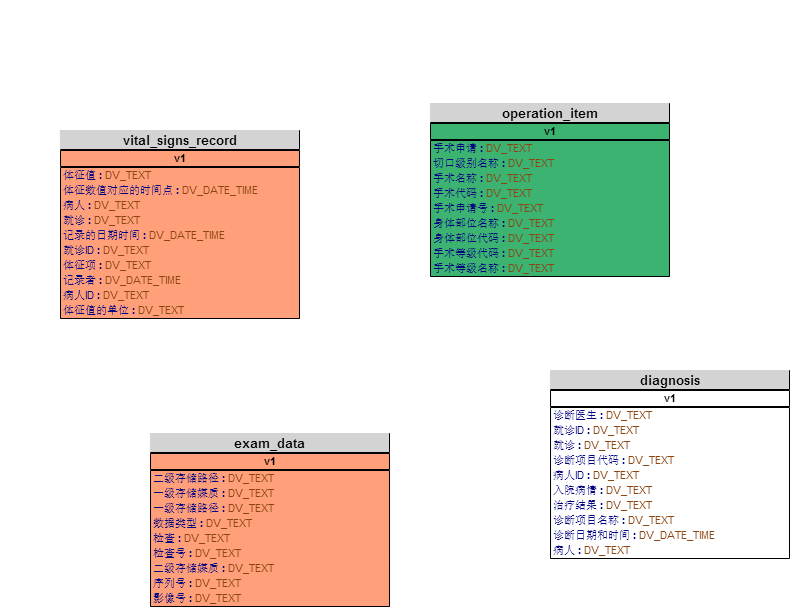 vital_signs_record
v1
体征值 : DV_TEXT
体征数值对应的时间点 : DV_DATE_TIME
病人 : DV_TEXT
就诊 : DV_TEXT
记录的日期时间 : DV_DATE_TIME
就诊ID : DV_TEXT
体征项 : DV_TEXT
记录者 : DV_DATE_TIME
病人ID : DV_TEXT
体征值的单位 : DV_TEXT
operation_item
v1
手术申请 : DV_TEXT
切口级别名称 : DV_TEXT
手术名称 : DV_TEXT
手术代码 : DV_TEXT
手术申请号 : DV_TEXT
身体部位名称 : DV_TEXT
身体部位代码 : DV_TEXT
手术等级代码 : DV_TEXT
手术等级名称 : DV_TEXT
exam_data
v1
二级存储路径 : DV_TEXT
一级存储媒质 : DV_TEXT
一级存储路径 : DV_TEXT
数据类型 : DV_TEXT
检查 : DV_TEXT
检查号 : DV_TEXT
二级存储媒质 : DV_TEXT
序列号 : DV_TEXT
影像号 : DV_TEXT
diagnosis
v1
诊断医生 : DV_TEXT
就诊ID : DV_TEXT
就诊 : DV_TEXT
诊断项目代码 : DV_TEXT
病人ID : DV_TEXT
入院病情 : DV_TEXT
治疗结果 : DV_TEXT
诊断项目名称 : DV_TEXT
诊断日期和时间 : DV_DATE_TIME
病人 : DV_TEXT